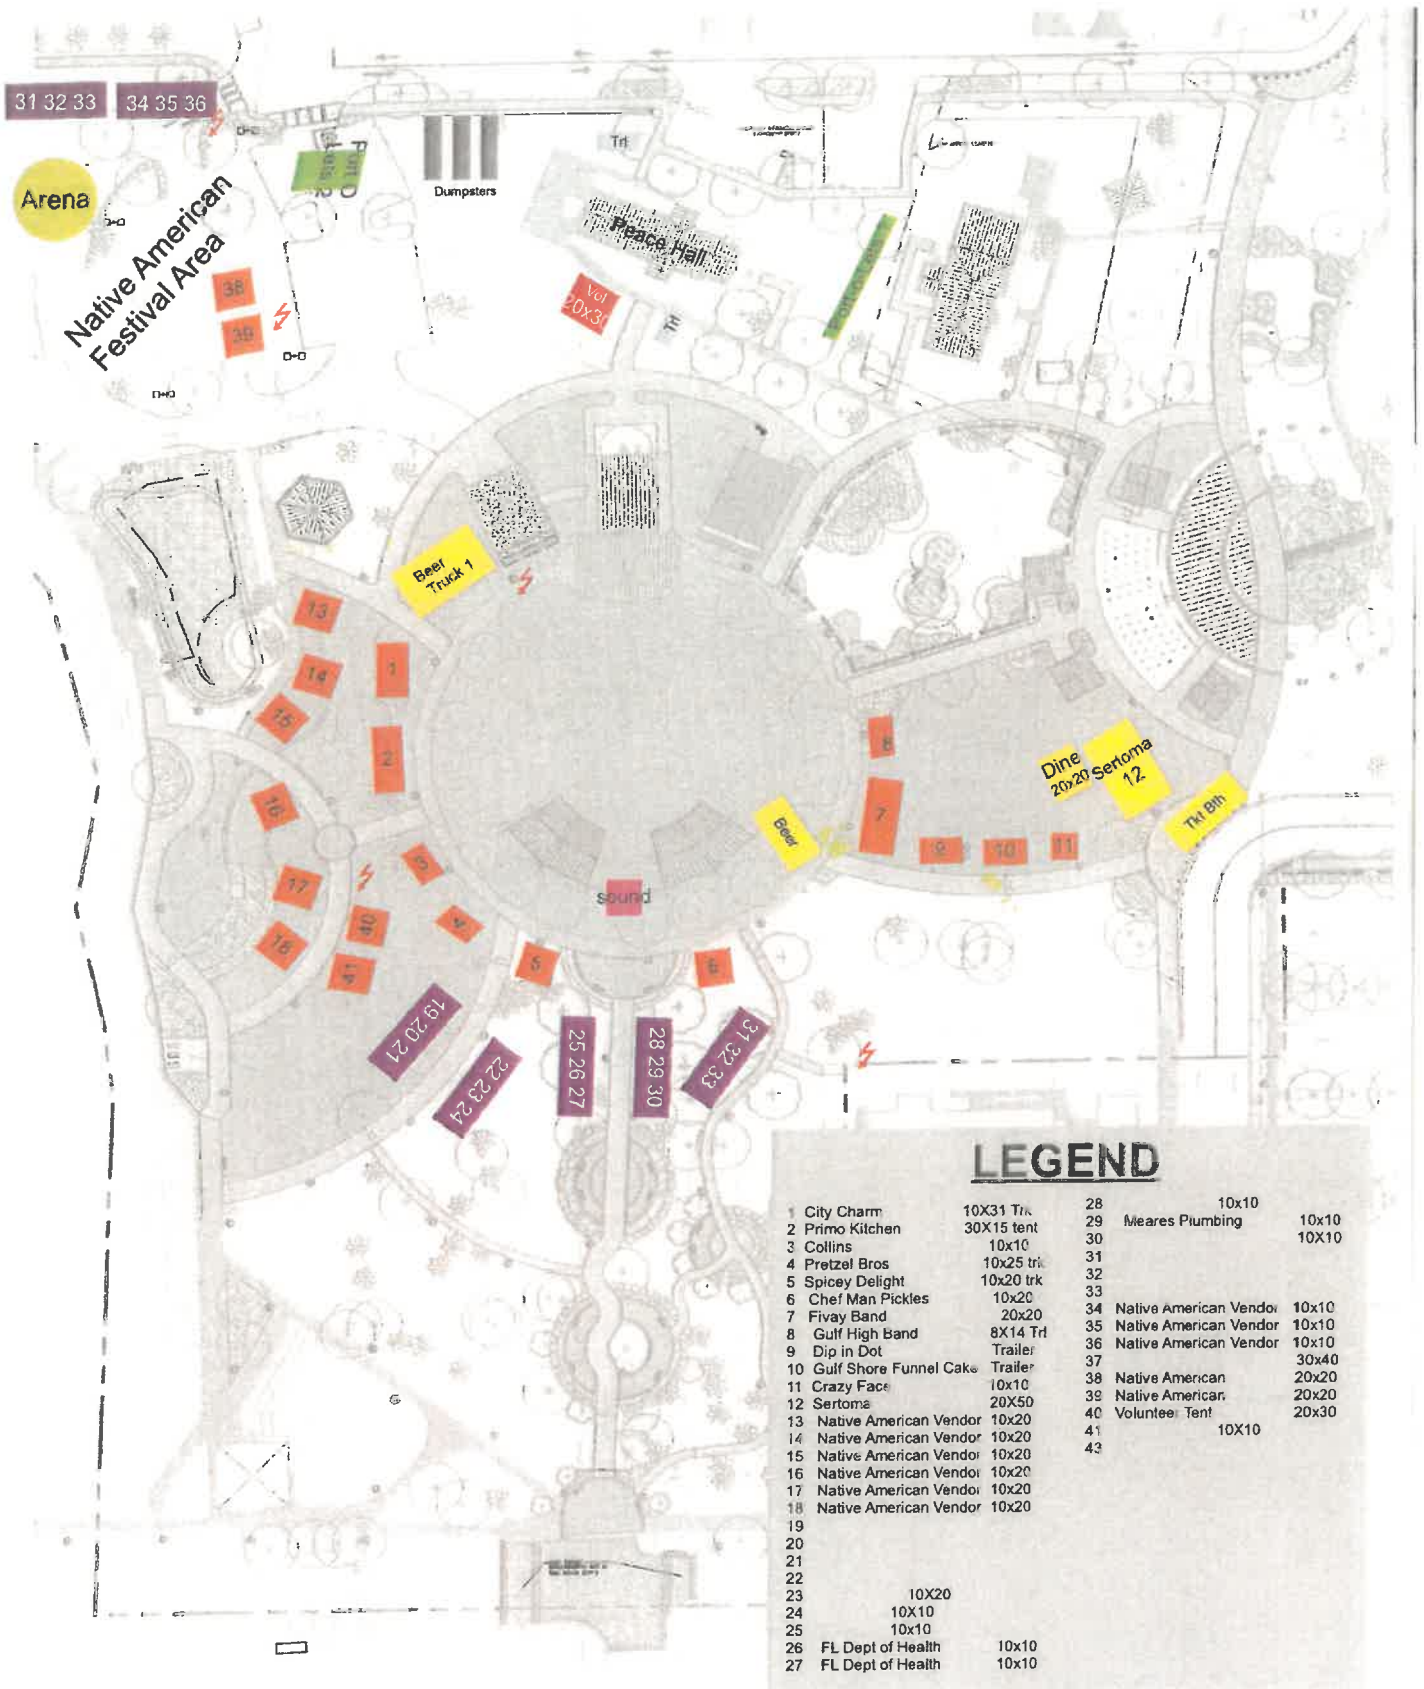 31 32 33
34 35 36
Arena
Native American
Festival Area
Port O
Lets 2
Dumpsters
Trl
Peace Hall
Vol
20x30
Trl
38
39
Beer
Truck 1
13
14
15
1
2
16
17
18
3
4
40
41
5
6
sound
Beer
8
7
9
10
11
Dine
20x20
Sertoma
12
Tkt Bth
19 20 21
22 23 24
25 26 27
28 29 30
31 32 33
LEGEND
1 City Charm 10X31 Trk
2 Primo Kitchen 30X15 tent
3 Collins 10x10
4 Pretzel Bros 10x25 trk
5 Spicey Delight 10x20 trk
6 Chef Man Pickles 10x20
7 Fivay Band 20x20
8 Gulf High Band 8X14 Trl
9 Dip in Dot Trailer
10 Gulf Shore Funnel Cake Trailer
11 Crazy Face 10x10
12 Sertoma 20X50
13 Native American Vendor 10x20
14 Native American Vendor 10x20
15 Native American Vendor 10x20
16 Native American Vendor 10x20
17 Native American Vendor 10x20
18 Native American Vendor 10x20
19
20
21
22
23 10X20
24 10X10
25 10x10
26 FL Dept of Health 10x10
27 FL Dept of Health 10x10
28 10x10
29 Meares Plumbing 10x10
30 10X10
31
32
33
34 Native American Vendor 10x10
35 Native American Vendor 10x10
36 Native American Vendor 10x10
37 30x40
38 Native American 20x20
39 Native American 20x20
40 Volunteer Tent 20x30
41 10X10
43